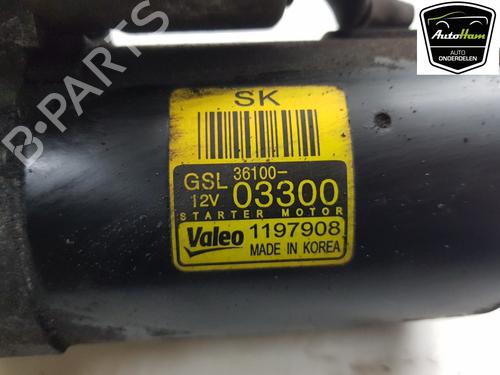 AutoHam
AUTO
ONDERDELEN
B-PARTS
SK
GSL 36100-
12V 03300
STARTER MOTOR
Valeo 1197908
MADE IN KOREA